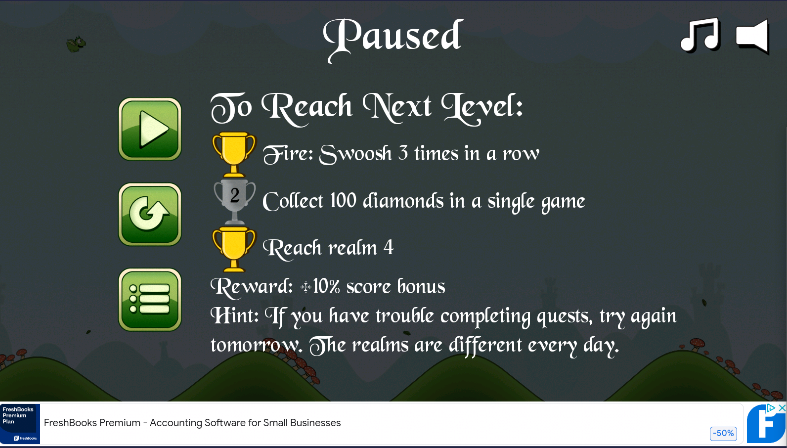 Paused
To Reach Next Level:
Fire: Swoosh 3 times in a row
2
Collect 100 diamonds in a single game
Reach realm 4
Reward: +10% score bonus
Hint: If you have trouble completing quests, try again
tomorrow. The realms are different every day.
FreshBooks
Premium
Plan
FreshBooks
FreshBooks Premium - Accounting Software for Small Businesses
-50%
F